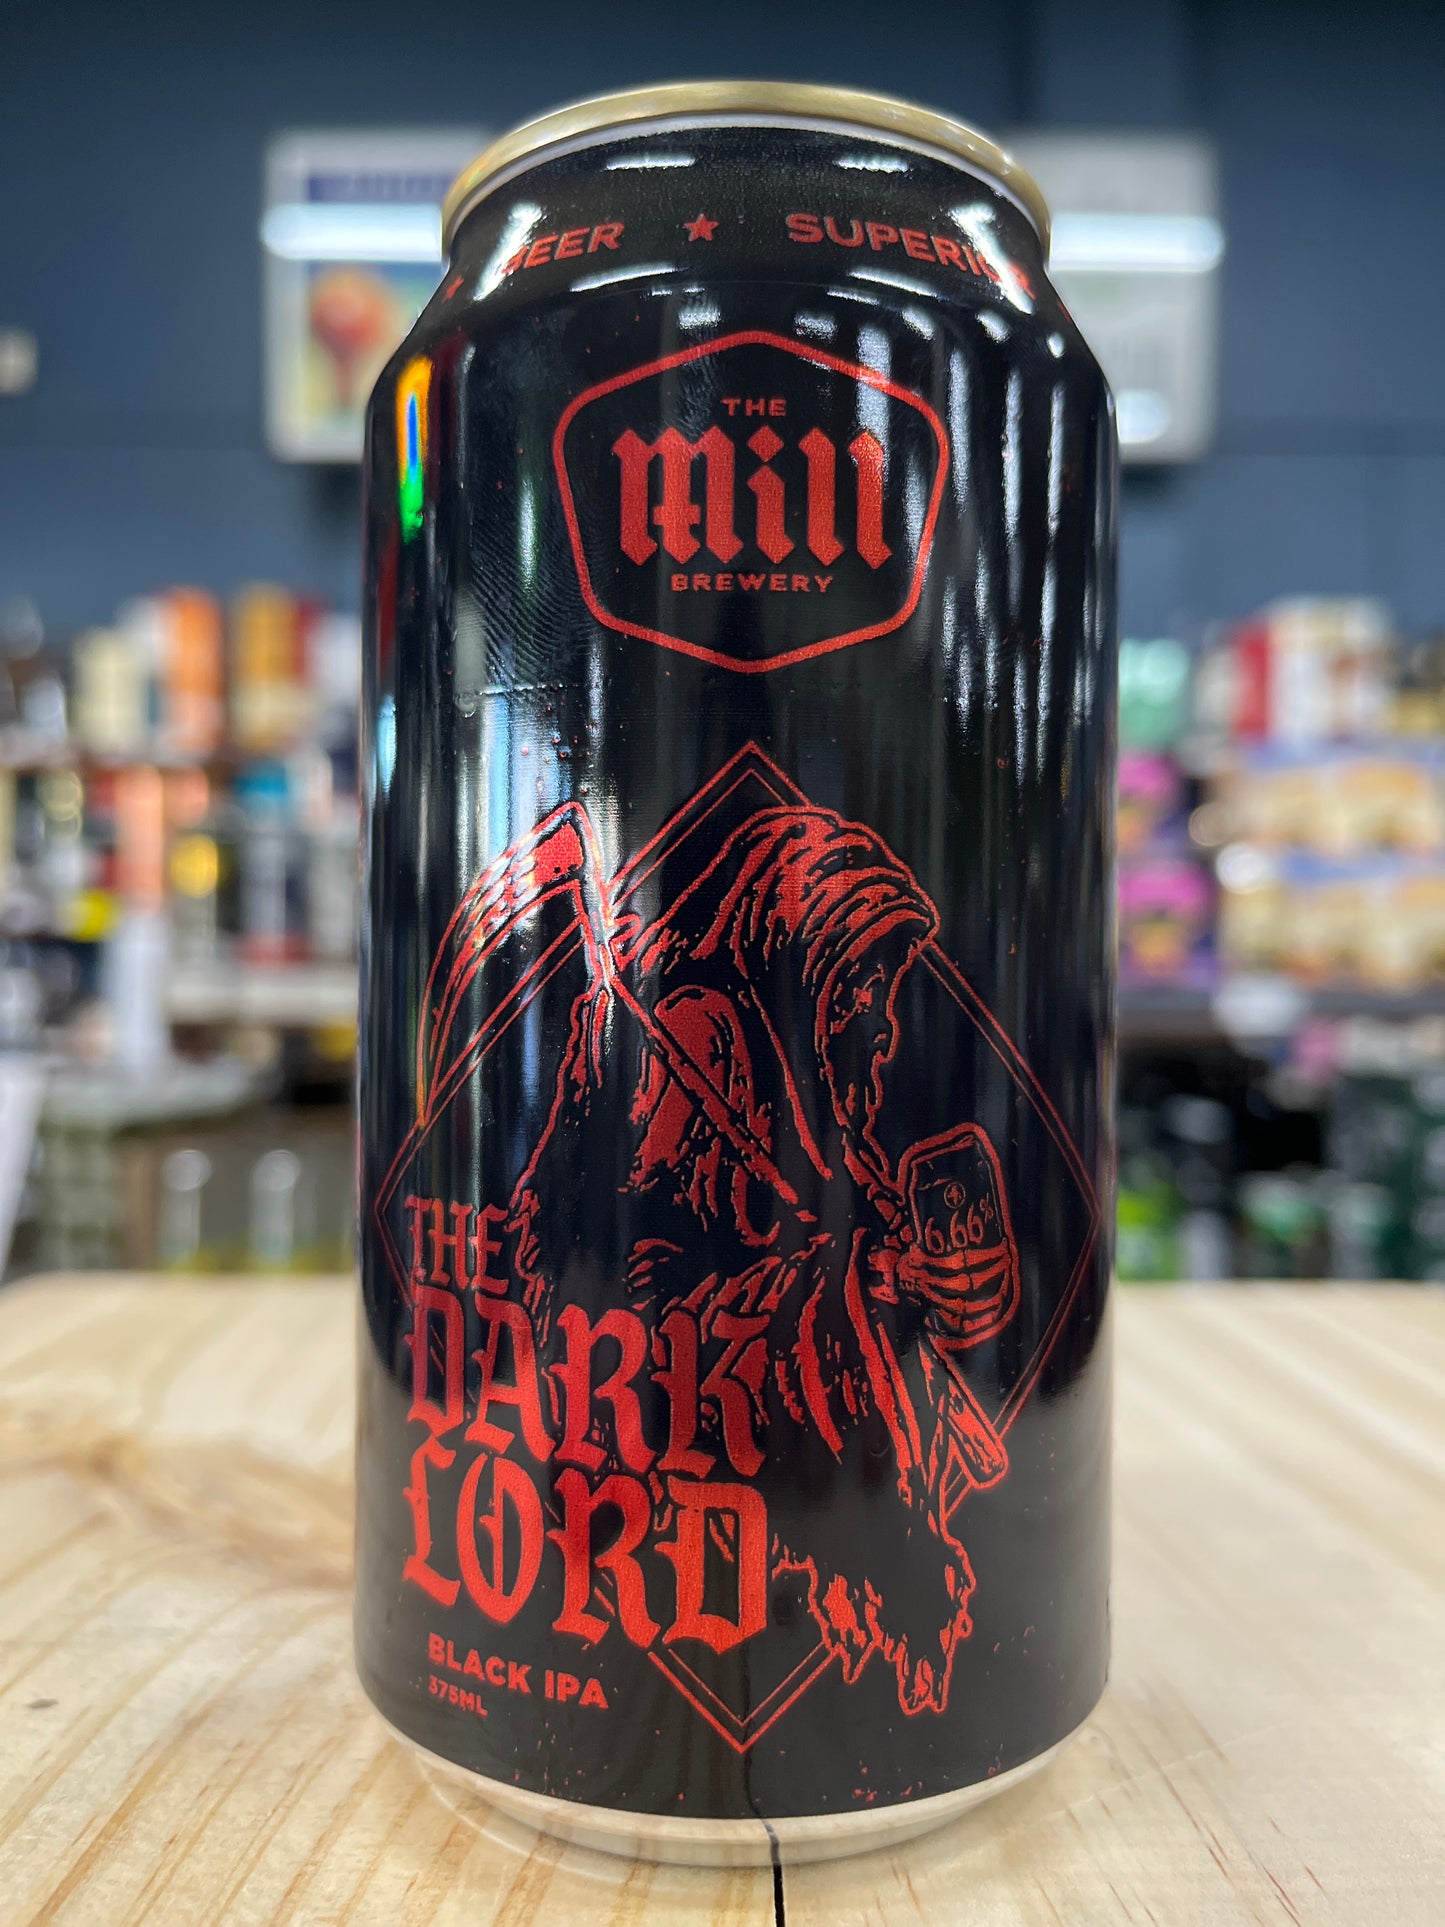 BEER ★ SUPERIOR
THE
Mill
BREWERY
6.66%
THE
DARK
LORD
BLACK IPA
375ML